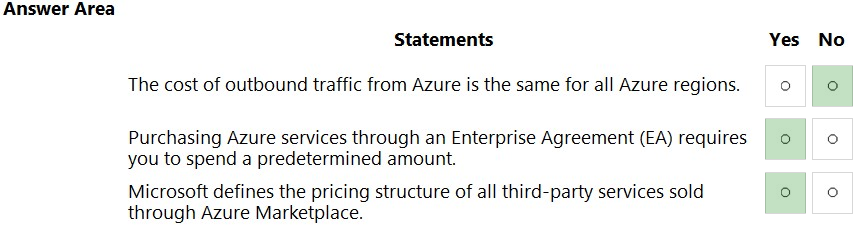 Answer Area
Statements Yes No
The cost of outbound traffic from Azure is the same for all Azure regions.
Purchasing Azure services through an Enterprise Agreement (EA) requires
you to spend a predetermined amount.
Microsoft defines the pricing structure of all third-party services sold
through Azure Marketplace.